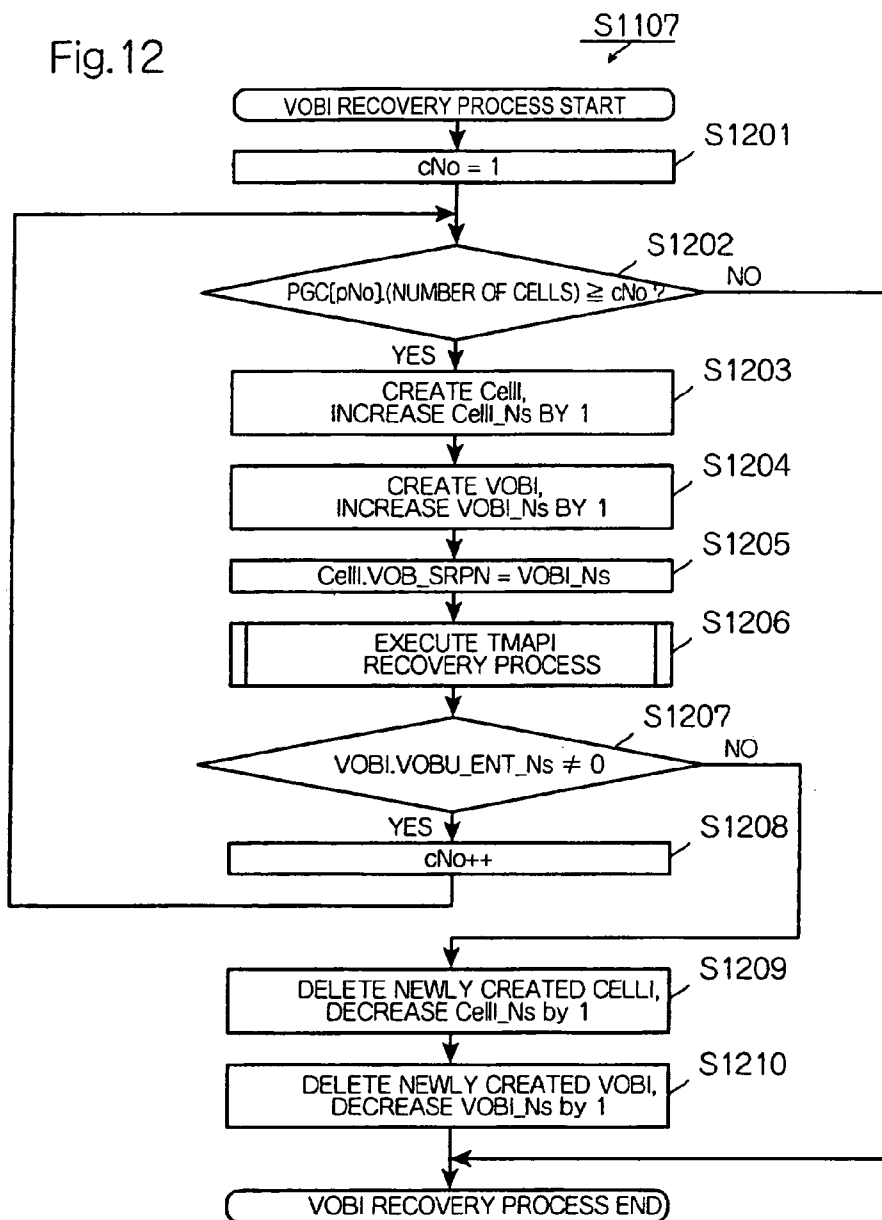 Fig.12
S1107
VOBI RECOVERY PROCESS START
S1201
cNo = 1
S1202
PGC[pNo].(NUMBER OF CELLS) ≧ cNo ?
NO
YES
S1203
CREATE CellI,
INCREASE CellI_Ns BY 1
S1204
CREATE VOBI,
INCREASE VOBI_Ns BY 1
S1205
CellI.VOB_SRPN = VOBI_Ns
S1206
EXECUTE TMAPI
RECOVERY PROCESS
S1207
VOBI.VOBU_ENT_Ns ≠ 0
NO
YES
S1208
cNo++
S1209
DELETE NEWLY CREATED CELLI,
DECREASE CellI_Ns by 1
S1210
DELETE NEWLY CREATED VOBI,
DECREASE VOBI_Ns by 1
VOBI RECOVERY PROCESS END